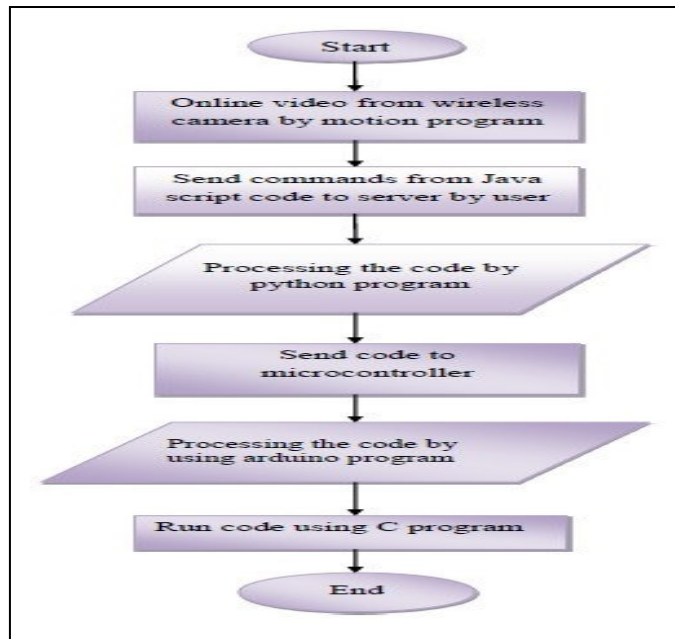 Start
Online video from wireless
camera by motion program
Send commands from Java
script code to server by user
Processing the code by
python program
Send code to
microcontroller
Processing the code by
using arduino program
Run code using C program
End